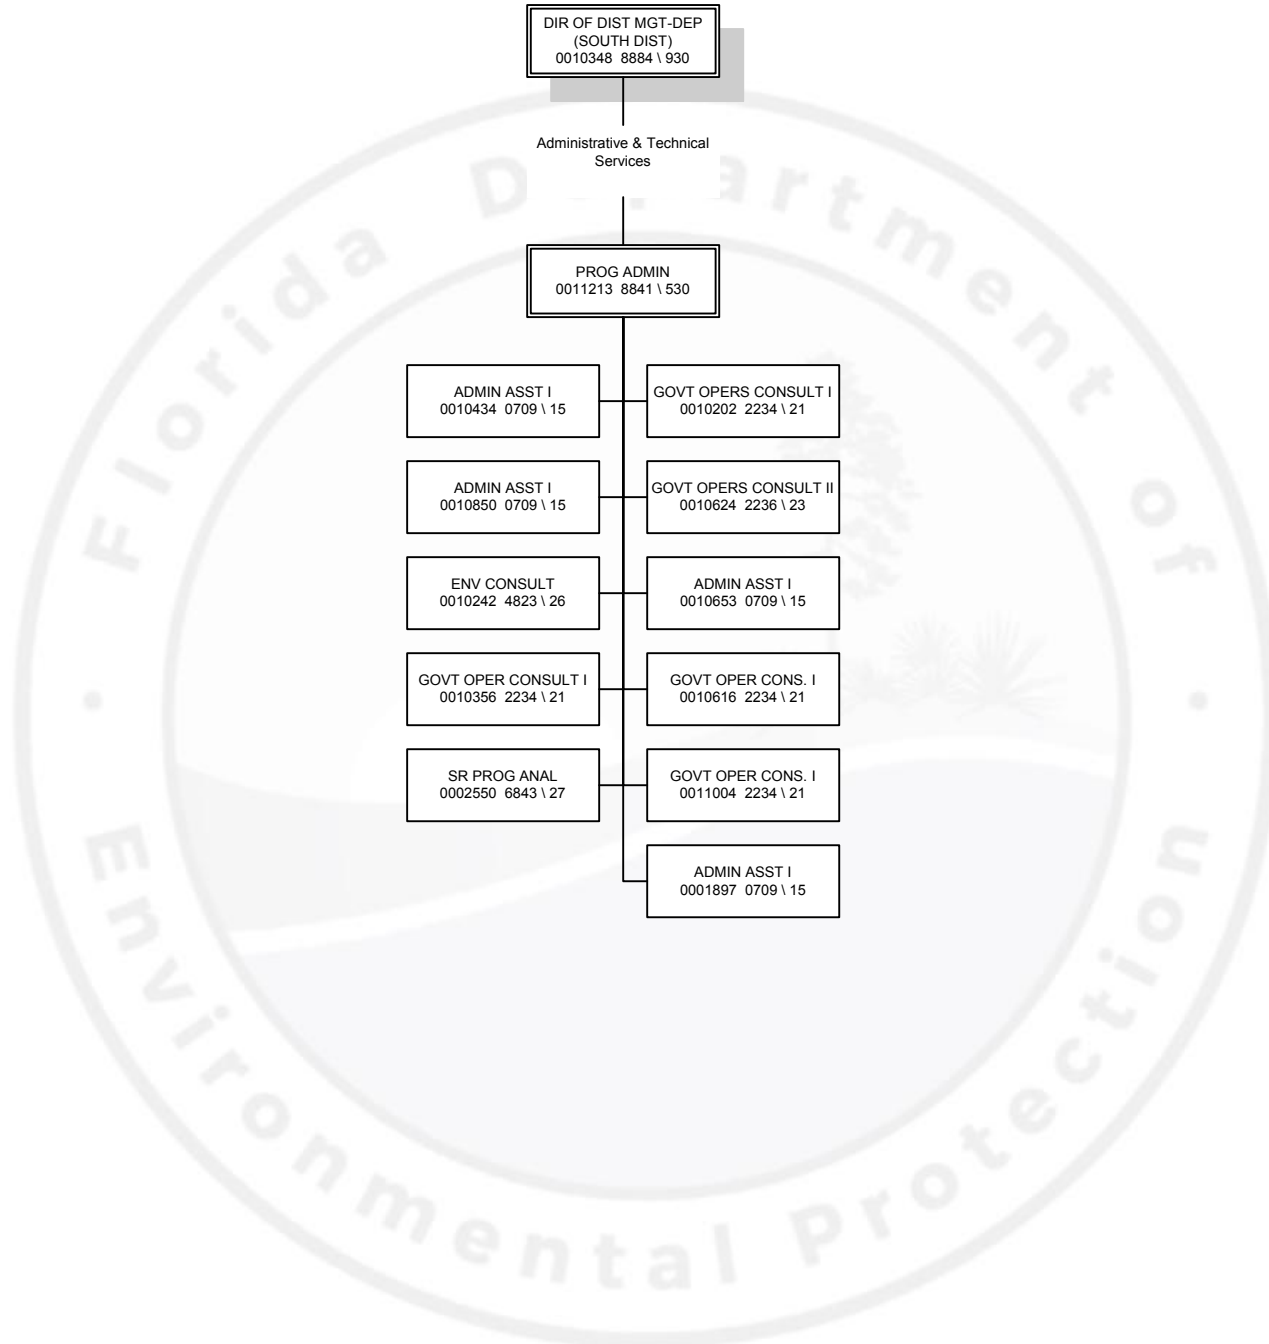 DIR OF DIST MGT-DEP
(SOUTH DIST)
0010348 8884 \ 930
Administrative & Technical
Services
PROG ADMIN
0011213 8841 \ 530
ADMIN ASST I
0010434 0709 \ 15
GOVT OPERS CONSULT I
0010202 2234 \ 21
ADMIN ASST I
0010850 0709 \ 15
GOVT OPERS CONSULT II
0010624 2236 \ 23
ENV CONSULT
0010242 4823 \ 26
ADMIN ASST I
0010653 0709 \ 15
GOVT OPER CONSULT I
0010356 2234 \ 21
GOVT OPER CONS. I
0010616 2234 \ 21
SR PROG ANAL
0002550 6843 \ 27
GOVT OPER CONS. I
0011004 2234 \ 21
ADMIN ASST I
0001897 0709 \ 15
Florida Department of
Environmental Protection